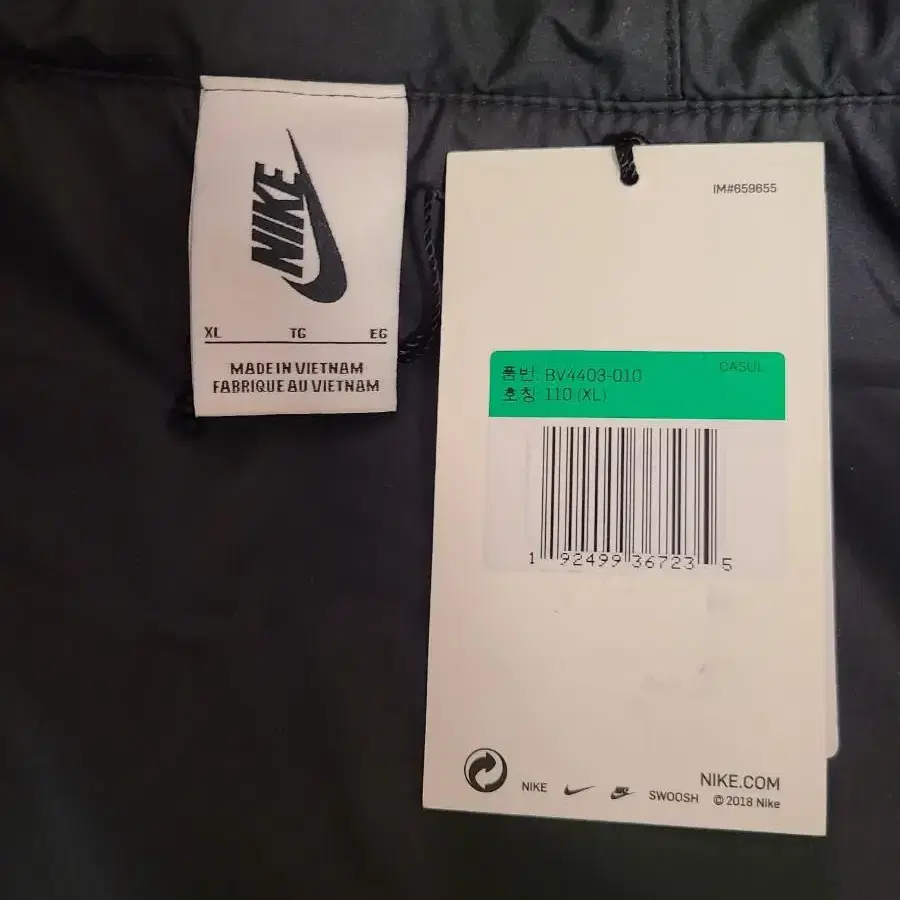 NIKE
XL TG EG
MADE IN VIETNAM
FABRIQUE AU VIETNAM
IM#659655
CASUL
품번: BV4403-010
호칭: 110 (XL)
1 92499 36723 5
NIKE SWOOSH
NIKE.COM
© 2018 Nike